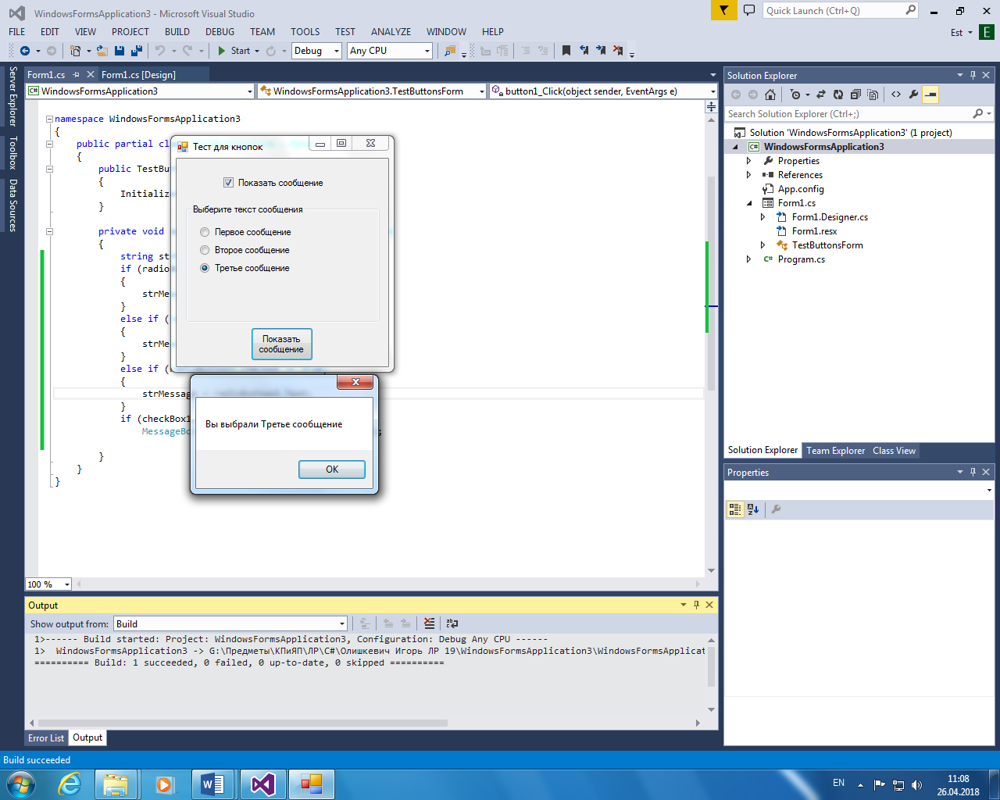 WindowsFormsApplication3 - Microsoft Visual Studio
Quick Launch (Ctrl+Q)
FILE EDIT VIEW PROJECT BUILD DEBUG TEAM TOOLS TEST ANALYZE WINDOW HELP
Est E
Start Debug Any CPU
Server Explorer
Toolbox
Data Sources
Form1.cs Form1.cs [Design]
WindowsFormsApplication3 WindowsFormsApplication3.TestButtonsForm button1_Click(object sender, EventArgs e)
namespace WindowsFormsApplication3
{
public partial cl
{
public TestBu
{
Initializ
}
private void
{
string st
if (radio
{
strMe
}
else if (
{
strMe
}
else if (
{
strMessage
}
if (checkBox1
MessageBo ;
}
}
}
Тест для кнопок
Показать сообщение
Выберите текст сообщения
Первое сообщение
Второе сообщение
Третье сообщение
Показать
сообщение
Вы выбрали Третье сообщение
OK
100 %
Output
Show output from: Build
1>------ Build started: Project: WindowsFormsApplication3, Configuration: Debug Any CPU ------
1> WindowsFormsApplication3 -> G:\Предметы\КПиЯП\ЛР\C#\Олишкевич Игорь ЛР 19\WindowsFormsApplication3\WindowsFormsApplicat
========== Build: 1 succeeded, 0 failed, 0 up-to-date, 0 skipped ==========
Error List Output
Solution Explorer
Search Solution Explorer (Ctrl+;)
Solution 'WindowsFormsApplication3' (1 project)
C# WindowsFormsApplication3
Properties
References
App.config
Form1.cs
Form1.Designer.cs
Form1.resx
TestButtonsForm
C# Program.cs
Solution Explorer Team Explorer Class View
Properties
Build succeeded
EN
11:08
26.04.2018